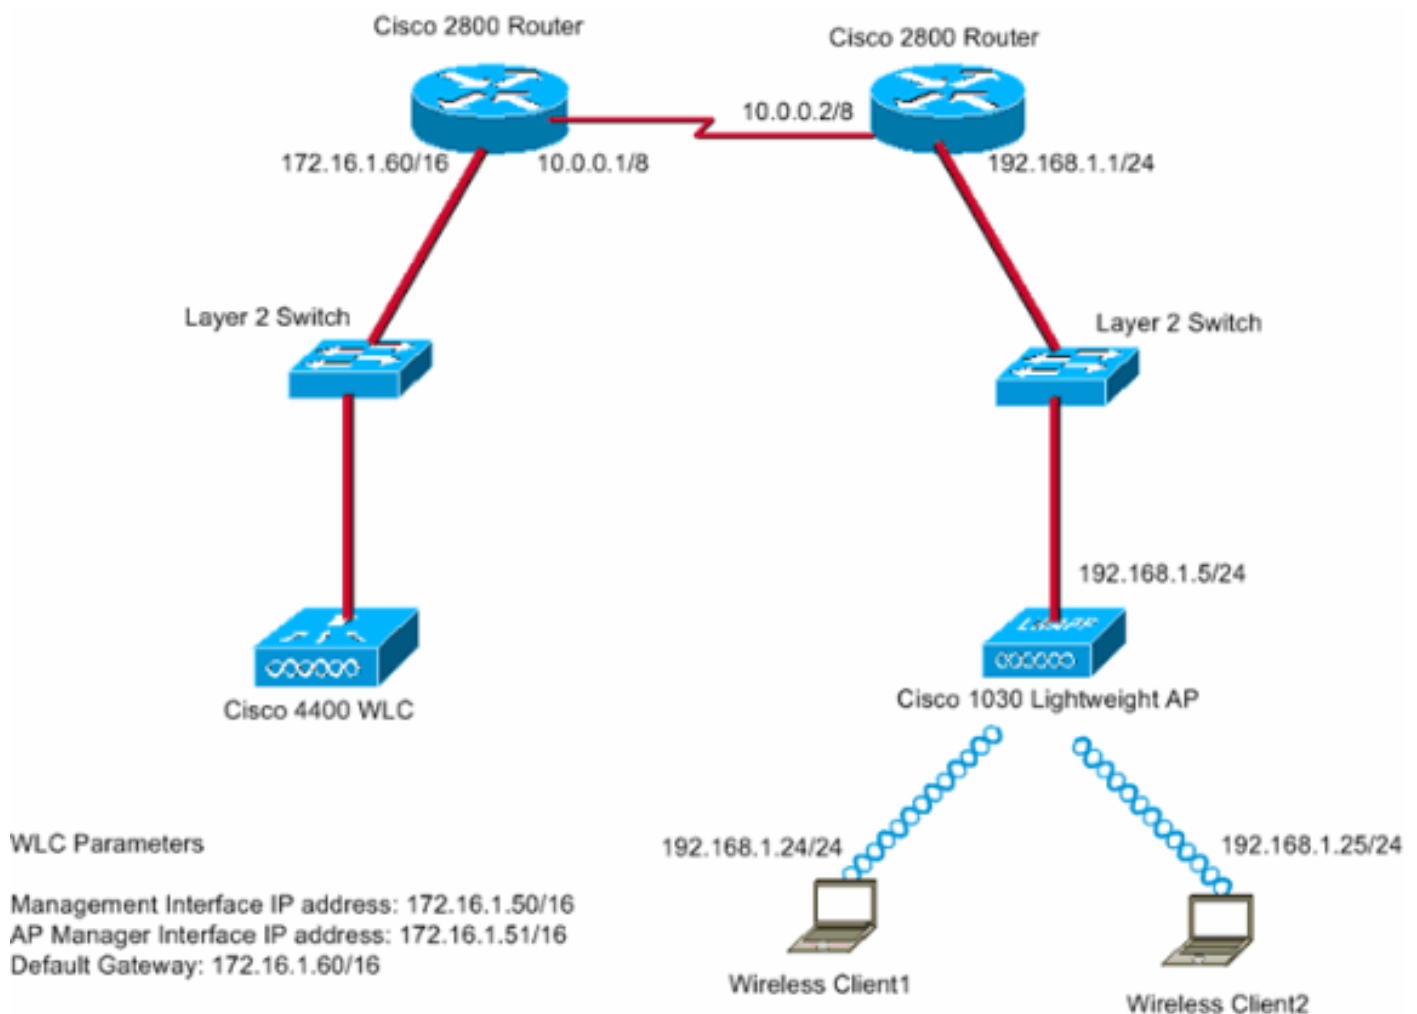 Cisco 2800 Router
Cisco 2800 Router
10.0.0.2/8
172.16.1.60/16
10.0.0.1/8
192.168.1.1/24
Layer 2 Switch
Layer 2 Switch
192.168.1.5/24
LWAPP
Cisco 4400 WLC
Cisco 1030 Lightweight AP
WLC Parameters
192.168.1.24/24
192.168.1.25/24
Management Interface IP address: 172.16.1.50/16
AP Manager Interface IP address: 172.16.1.51/16
Default Gateway: 172.16.1.60/16
Wireless Client1
Wireless Client2